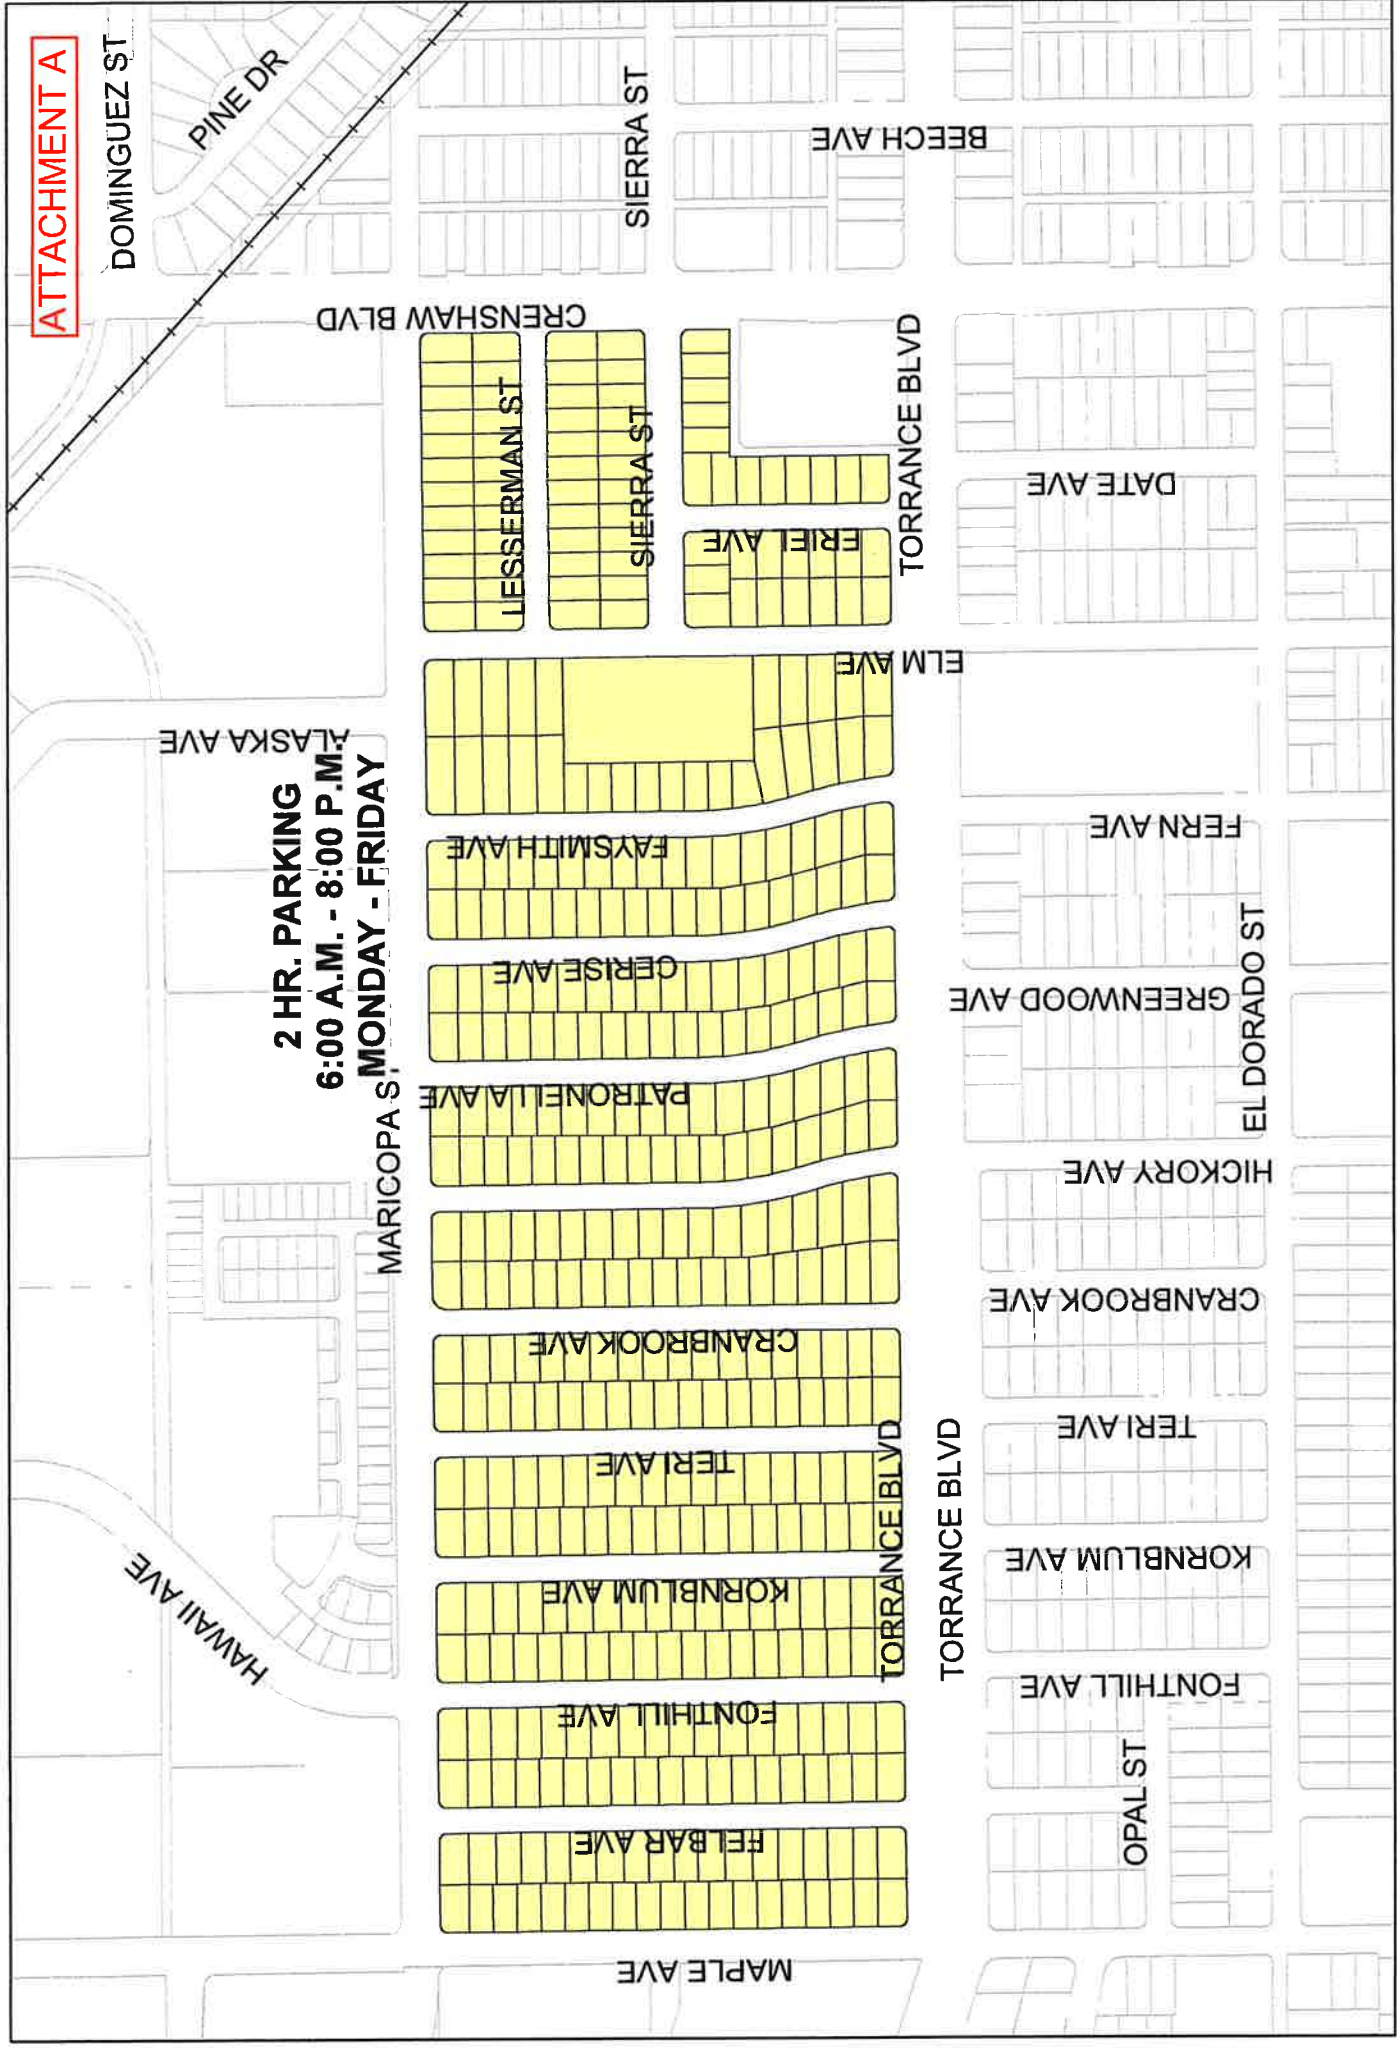 ATTACHMENT A
DOMINGUEZ ST
PINE DR
SIERRA ST
BEECH AVE
CRENSHAW BLVD
LESSERMAN ST
SIERRA ST
ERIEL AVE
TORRANCE BLVD
DATE AVE
ELM AVE
ALASKA AVE
2 HR. PARKING
6:00 A.M. - 8:00 P.M.
MONDAY - FRIDAY
MARICOPA S
FAYSMITH AVE
FERN AVE
CERISE AVE
GREENWOOD AVE
EL DORADO ST
PATRONELLA AVE
HICKORY AVE
CRANBROOK AVE
CRANBROOK AVE
TERI AVE
TERI AVE
TORRANCE BLVD
TORRANCE BLVD
HAWAII AVE
KORNBLUM AVE
KORNBLUM AVE
FONTHILL AVE
FONTHILL AVE
OPAL ST
FELBAR AVE
MAPLE AVE